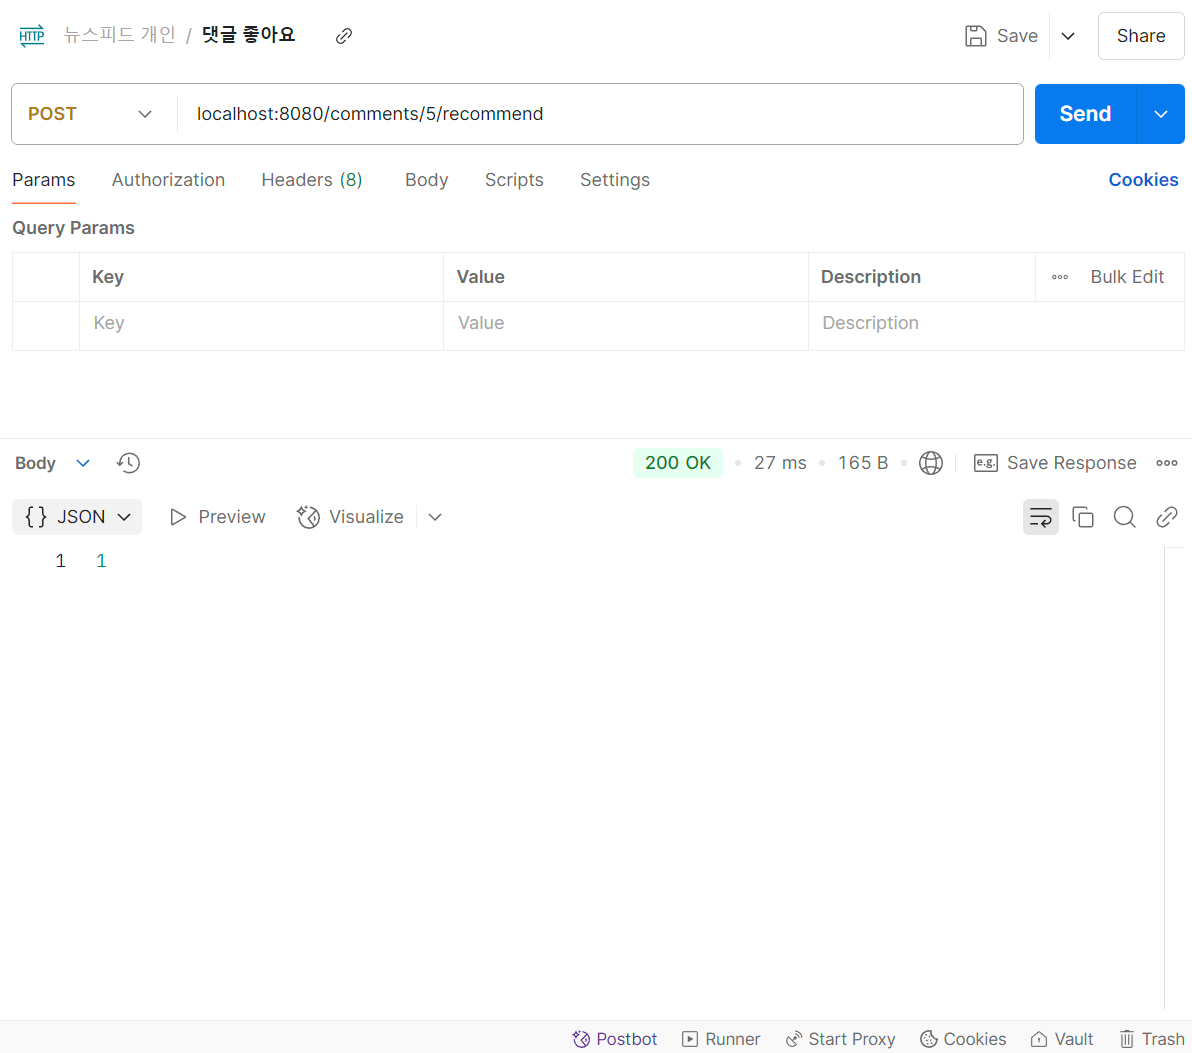 HTTP 뉴스피드 개인 / 댓글 좋아요 Save Share
POST localhost:8080/comments/5/recommend Send
Params Authorization Headers (8) Body Scripts Settings Cookies
Query Params
Key Value Description Bulk Edit
Key Value Description
Body 200 OK 27 ms 165 B e.g. Save Response
{} JSON Preview Visualize
1 1
Postbot Runner Start Proxy Cookies Vault Trash